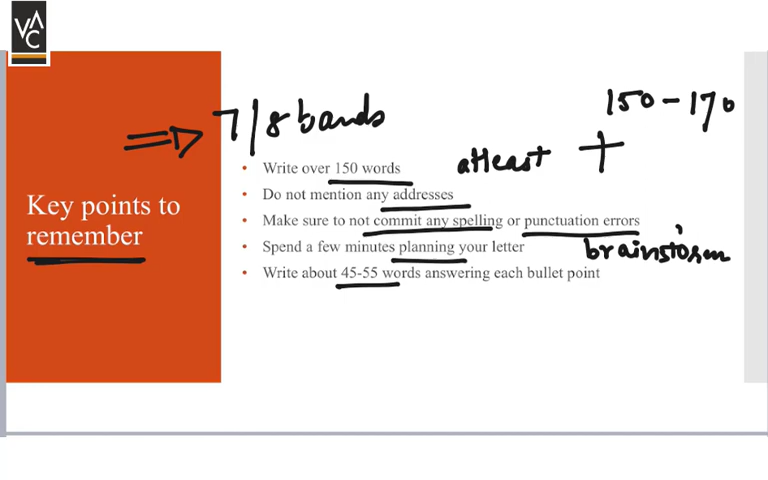 VAC
150-170
7/8 bands
atleast +
Write over 150 words
Do not mention any addresses
Make sure to not commit any spelling or punctuation errors
Spend a few minutes planning your letter
brainstorm
Write about 45-55 words answering each bullet point
Key points to
remember